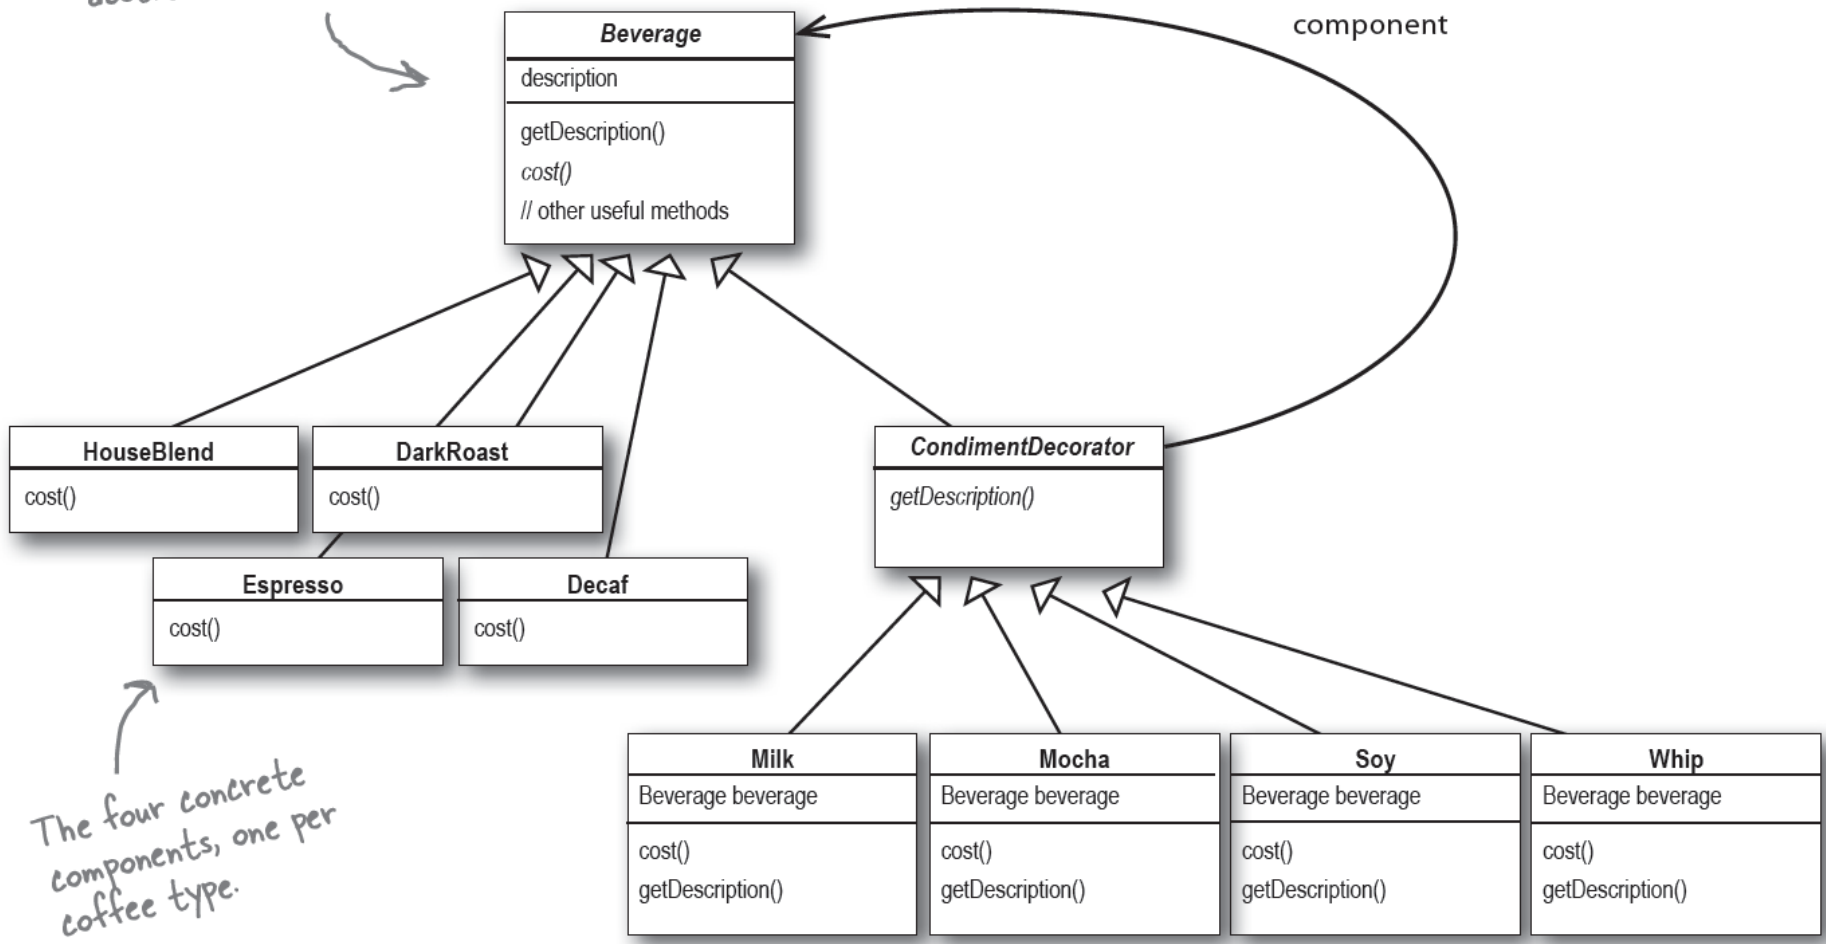 component
Beverage
description
getDescription()
cost()
// other useful methods
HouseBlend
cost()
DarkRoast
cost()
Espresso
cost()
Decaf
cost()
CondimentDecorator
getDescription()
The four concrete
components, one per
coffee type.
Milk
Beverage beverage
cost()
getDescription()
Mocha
Beverage beverage
cost()
getDescription()
Soy
Beverage beverage
cost()
getDescription()
Whip
Beverage beverage
cost()
getDescription()